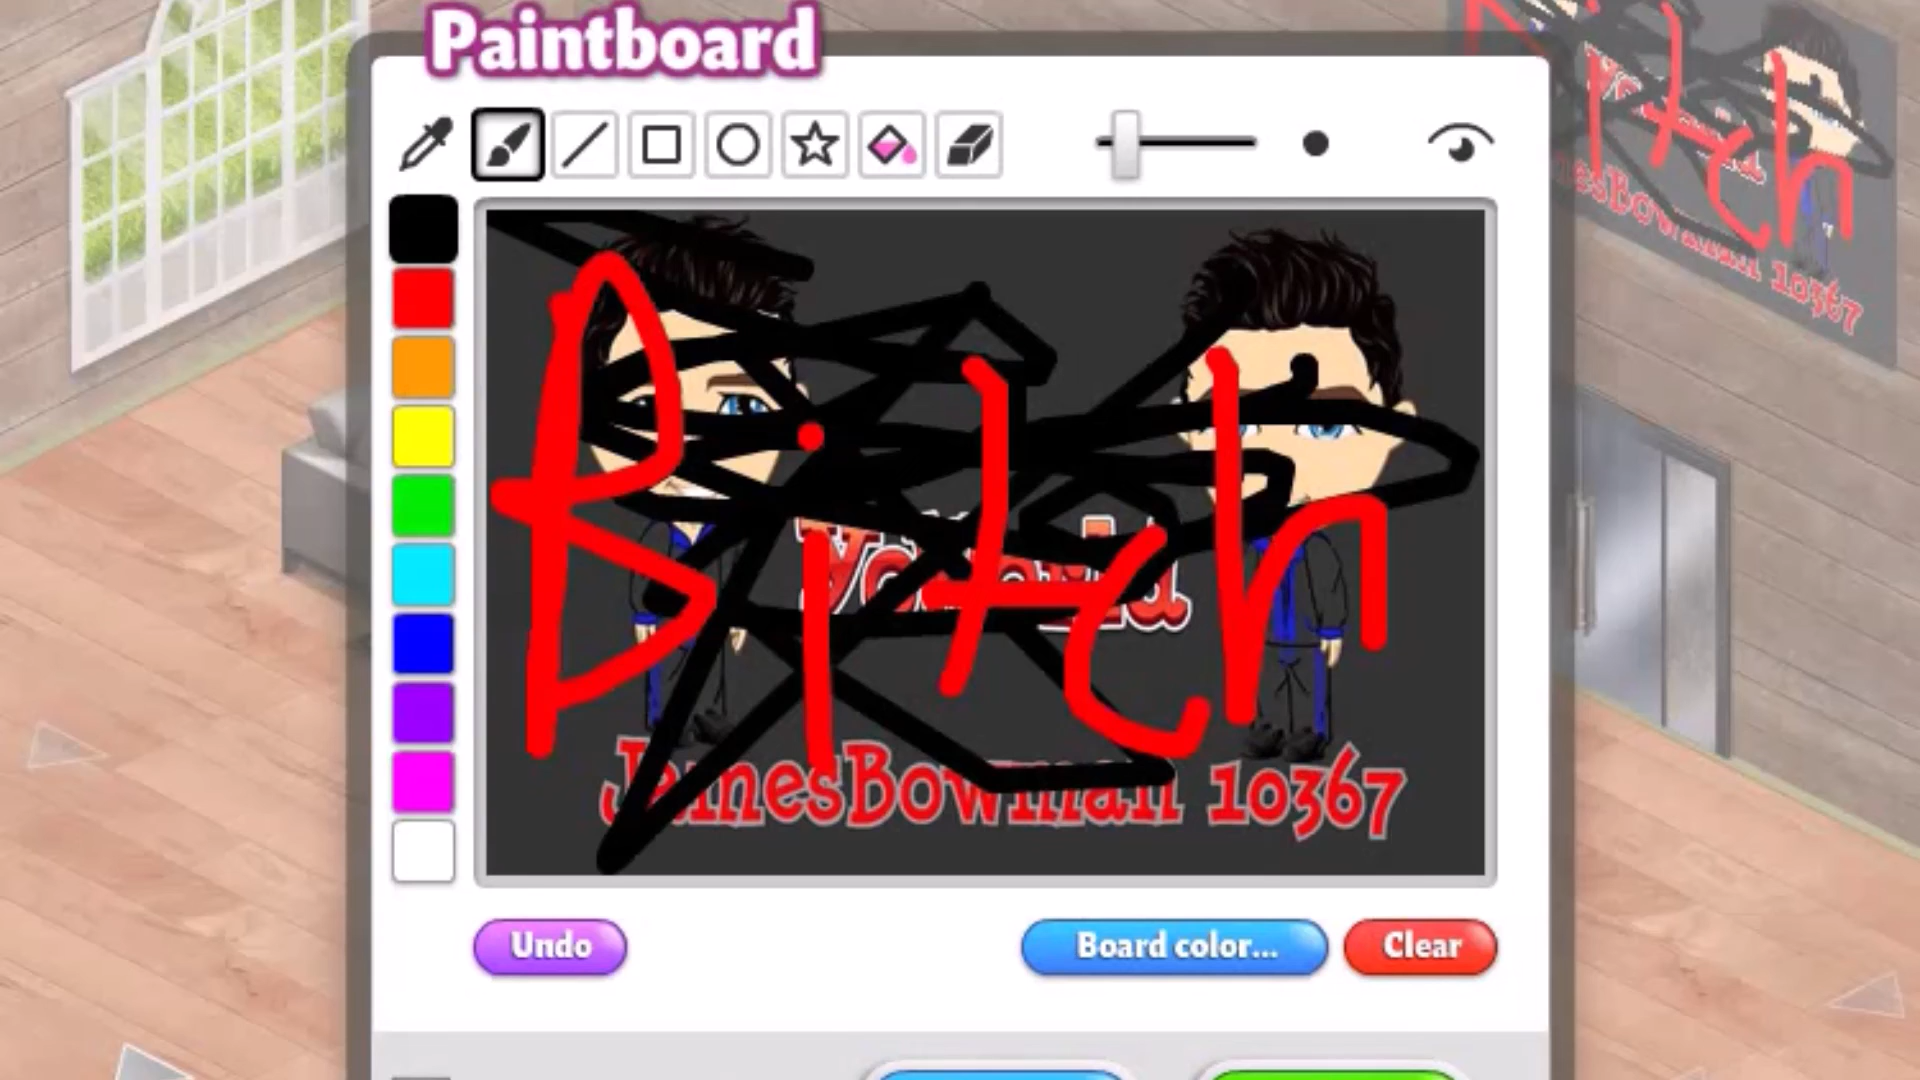 Paintboard
Bitch
JamesBowman 10367
Undo
Board color...
Clear